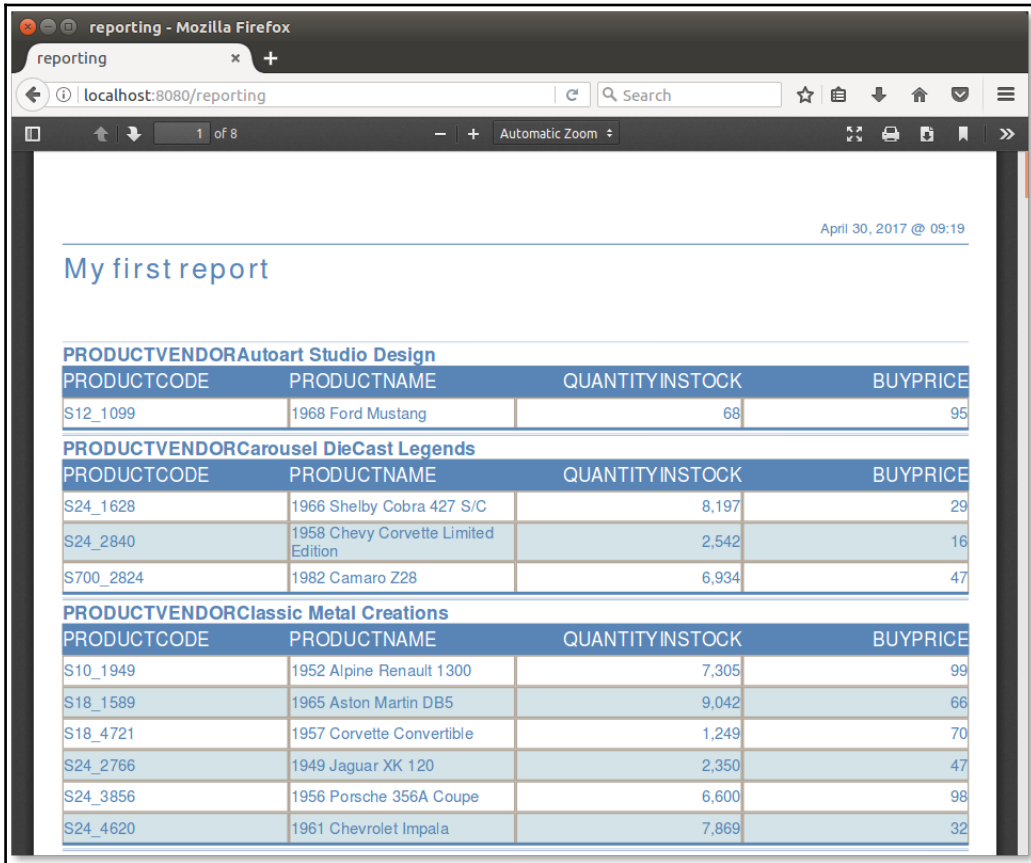 reporting - Mozilla Firefox
reporting
localhost:8080/reporting Search
1 of 8 Automatic Zoom
April 30, 2017 @ 09:19
My first report
PRODUCTVENDORAutoart Studio Design
PRODUCTCODE PRODUCTNAME QUANTITYINSTOCK BUYPRICE
S12_1099 1968 Ford Mustang 68 95
PRODUCTVENDORCarousel DieCast Legends
PRODUCTCODE PRODUCTNAME QUANTITYINSTOCK BUYPRICE
S24_1628 1966 Shelby Cobra 427 S/C 8,197 29
S24_2840 1958 Chevy Corvette Limited
Edition 2,542 16
S700_2824 1982 Camaro Z28 6,934 47
PRODUCTVENDORClassic Metal Creations
PRODUCTCODE PRODUCTNAME QUANTITYINSTOCK BUYPRICE
S10_1949 1952 Alpine Renault 1300 7,305 99
S18_1589 1965 Aston Martin DB5 9,042 66
S18_4721 1957 Corvette Convertible 1,249 70
S24_2766 1949 Jaguar XK 120 2,350 47
S24_3856 1956 Porsche 356A Coupe 6,600 98
S24_4620 1961 Chevrolet Impala 7,869 32